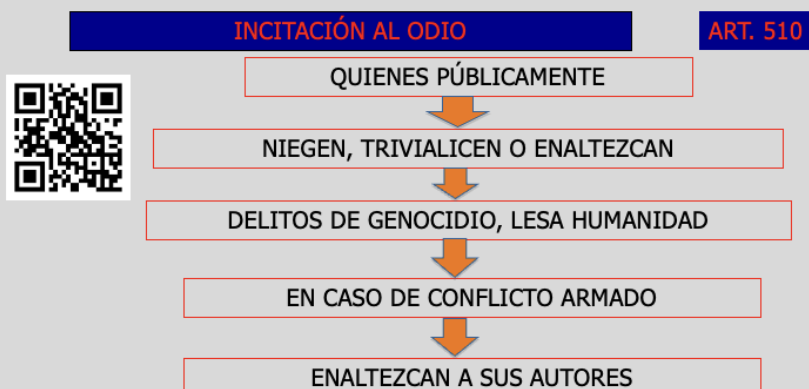 INCITACIÓN AL ODIO
ART. 510
QUIENES PÚBLICAMENTE
NIEGEN, TRIVIALICEN O ENALTEZCAN
DELITOS DE GENOCIDIO, LESA HUMANIDAD
EN CASO DE CONFLICTO ARMADO
ENALTEZCAN A SUS AUTORES